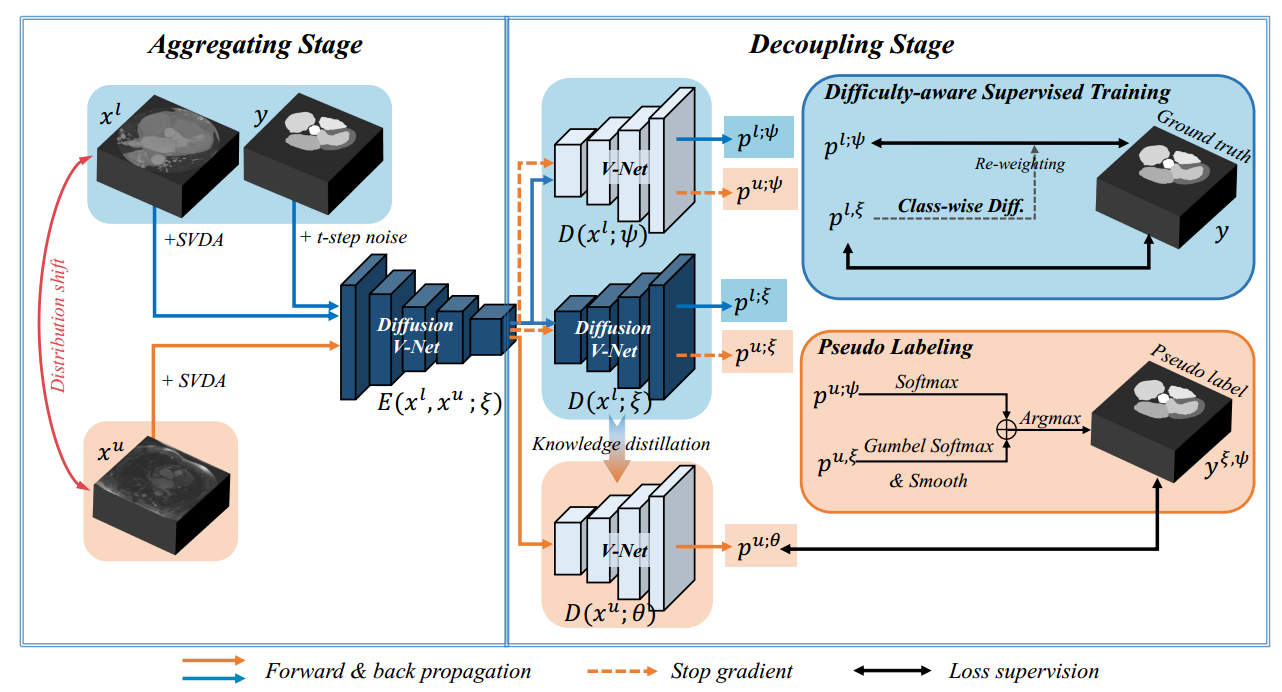 Aggregating Stage
Decoupling Stage
x^l
y
+SVDA
+ t-step noise
Distribution shift
+ SVDA
x^u
Diffusion
V-Net
E(x^l, x^u; ξ)
V-Net
D(x^l; ψ)
p^{l;ψ}
p^{u;ψ}
Diffusion
V-Net
D(x^l; ξ)
p^{l;ξ}
p^{u;ξ}
Knowledge distillation
V-Net
D(x^u; θ)
p^{u;θ}
Difficulty-aware Supervised Training
p^{l;ψ}
Ground truth
Re-weighting
p^{l,ξ}
Class-wise Diff.
y
Pseudo Labeling
Pseudo label
p^{u;ψ}
Softmax
Argmax
p^{u,ξ}
Gumbel Softmax
& Smooth
y^{ξ,ψ}
Forward & back propagation
Stop gradient
Loss supervision